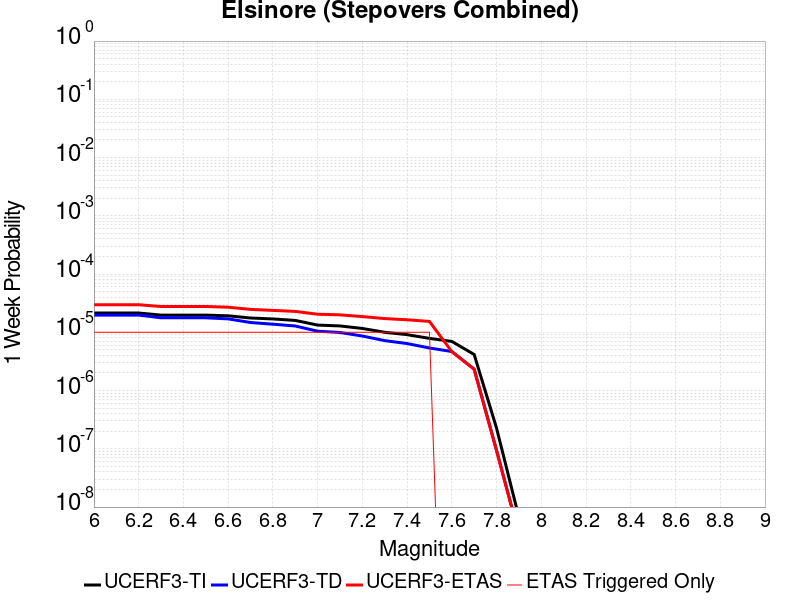 Elsinore (Stepovers Combined)
1 Week Probability
10^0
10^-1
10^-2
10^-3
10^-4
10^-5
10^-6
10^-7
10^-8
6 6.2 6.4 6.6 6.8 7 7.2 7.4 7.6 7.8 8 8.2 8.4 8.6 8.8 9
Magnitude
UCERF3-TI UCERF3-TD UCERF3-ETAS ETAS Triggered Only